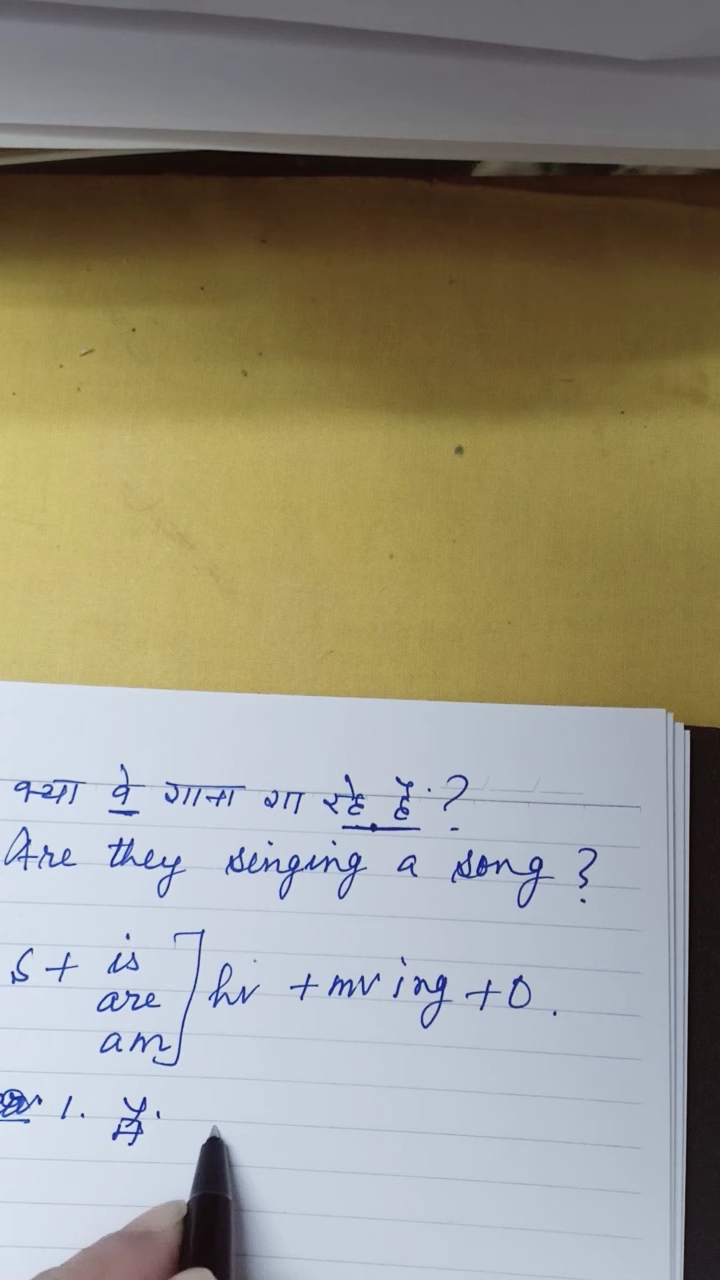 क्या वे गाना गा रहे हैं ?
Are they singing a song ?
S + is ] hv + mv ing + O .
are
am
1. मैं